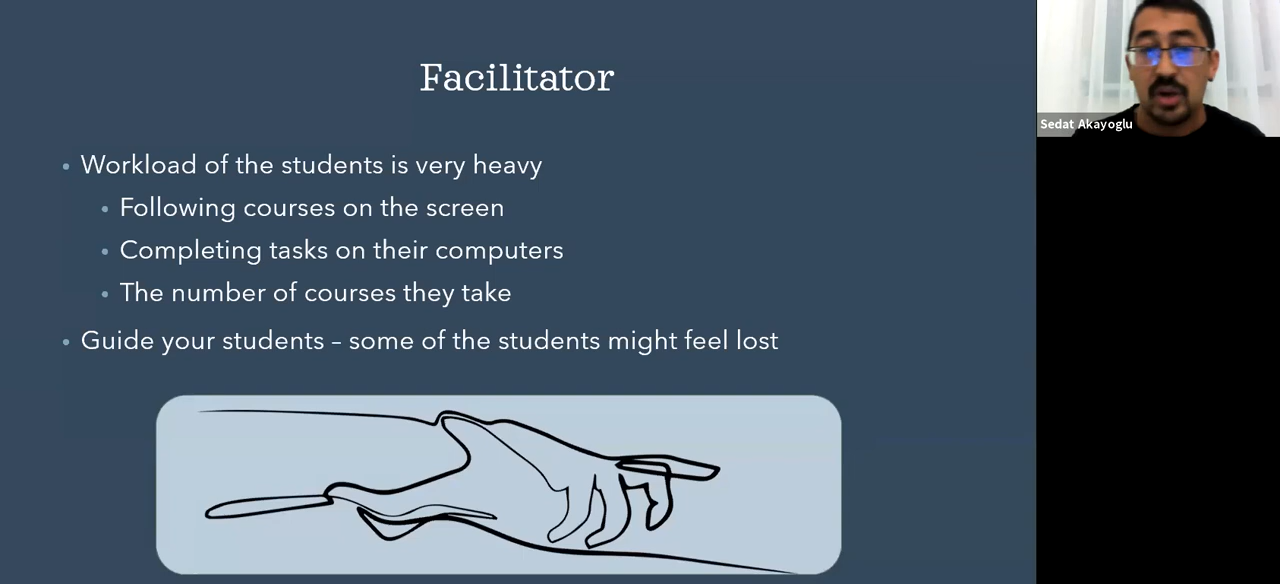 Facilitator
• Workload of the students is very heavy
• Following courses on the screen
• Completing tasks on their computers
• The number of courses they take
• Guide your students – some of the students might feel lost
Sedat Akayoglu